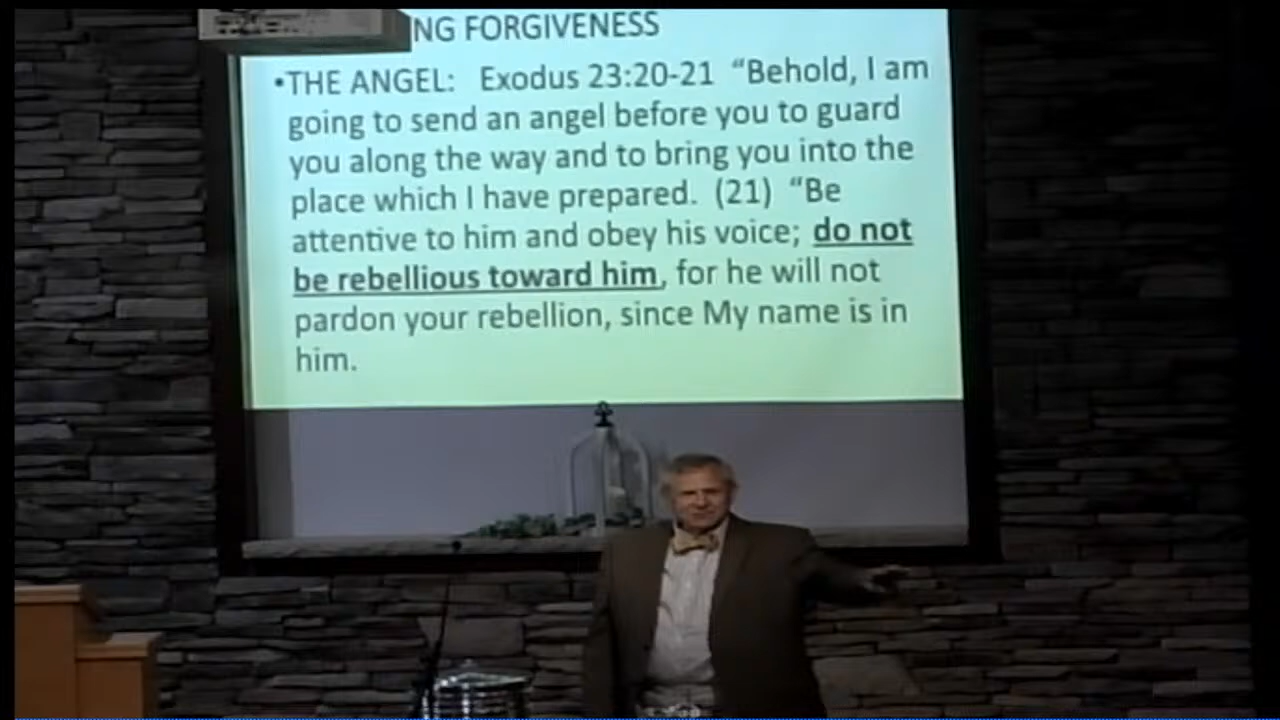 NG FORGIVENESS
•THE ANGEL: Exodus 23:20-21 “Behold, I am
going to send an angel before you to guard
you along the way and to bring you into the
place which I have prepared. (21) “Be
attentive to him and obey his voice; do not
be rebellious toward him, for he will not
pardon your rebellion, since My name is in
him.